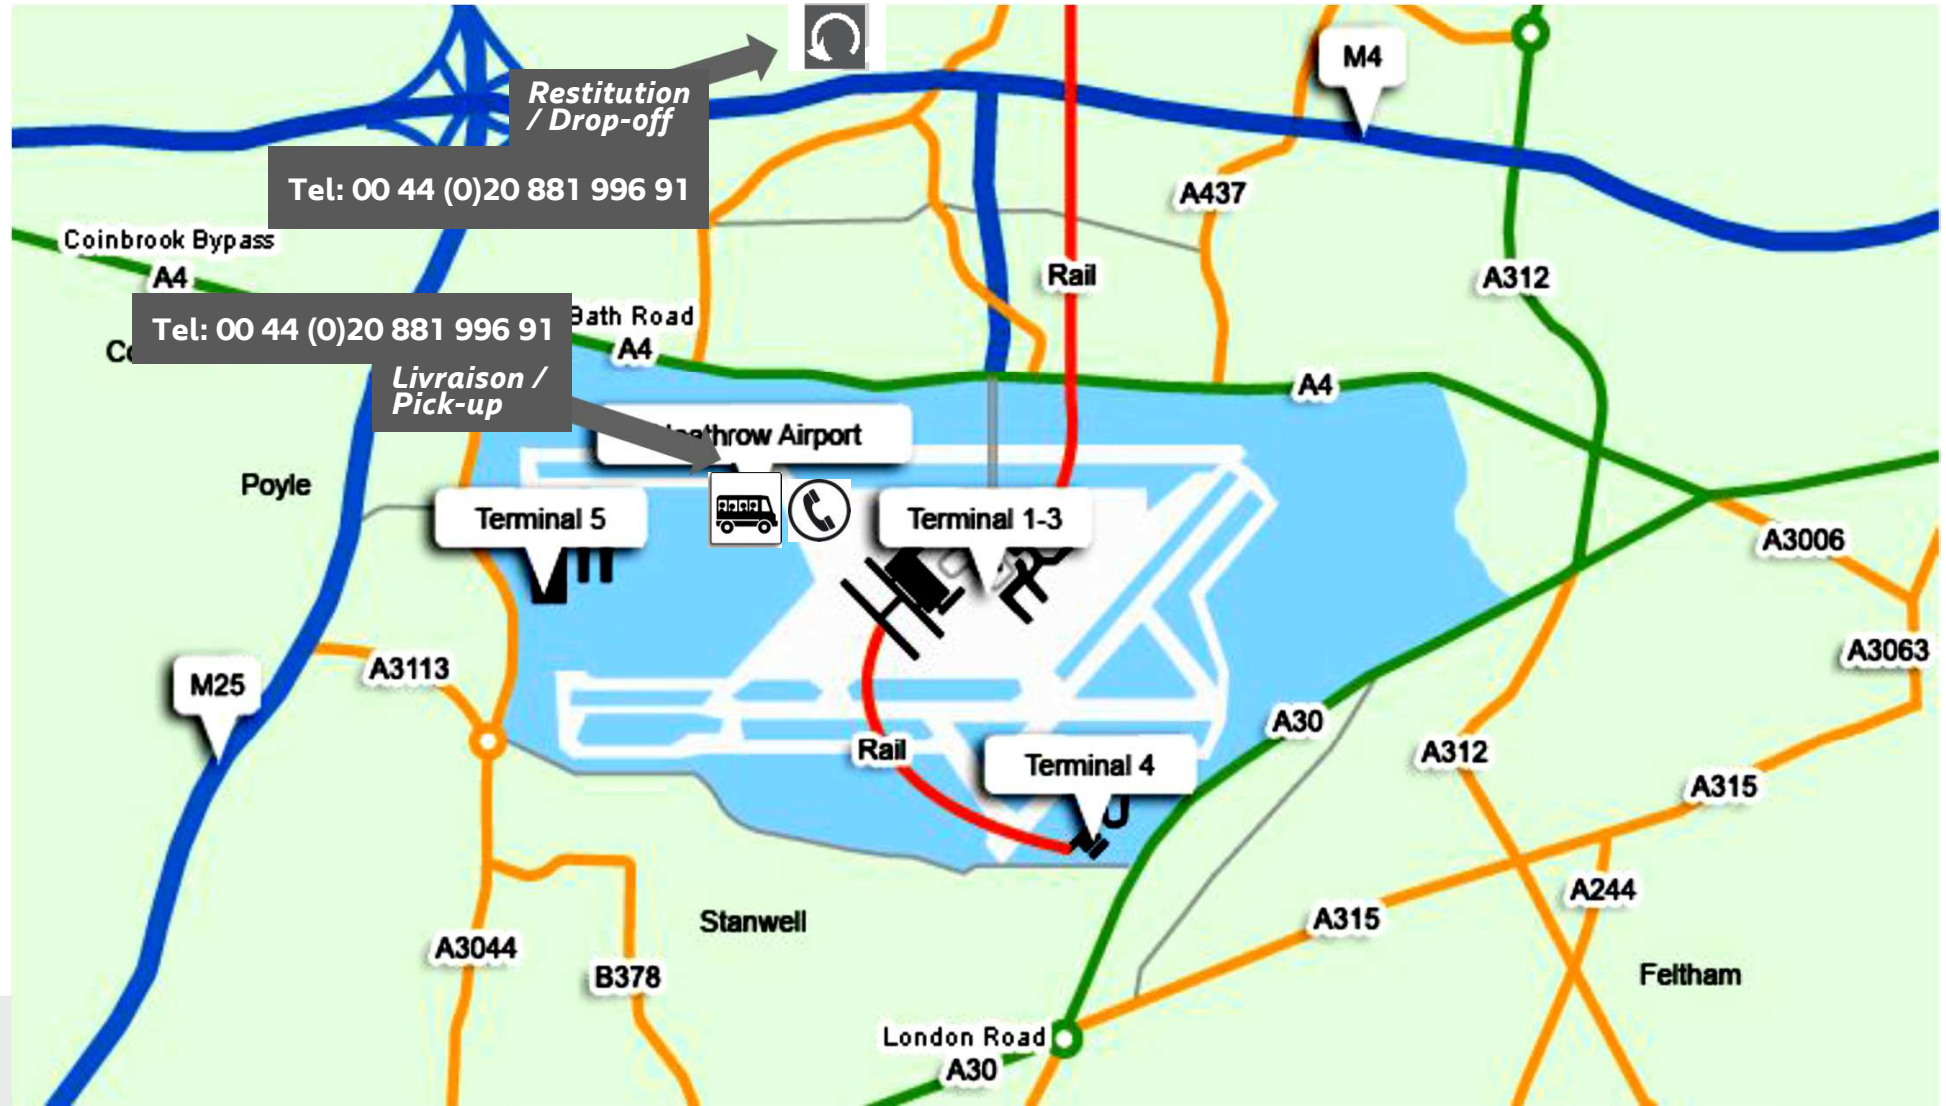 M4
Restitution
/ Drop-off
Tel: 00 44 (0)20 881 996 91
A437
Coinbrook Bypass
A4
Rail
A312
Tel: 00 44 (0)20 881 996 91
Bath Road
A4
Livraison /
Pick-up
A4
Airport
Poyle
Terminal 5
Terminal 1-3
A3006
A3063
A3113
M25
A30
Rail
A312
Terminal 4
A315
A244
A315
Stanwell
A3044
B378
Feltham
London Road
A30